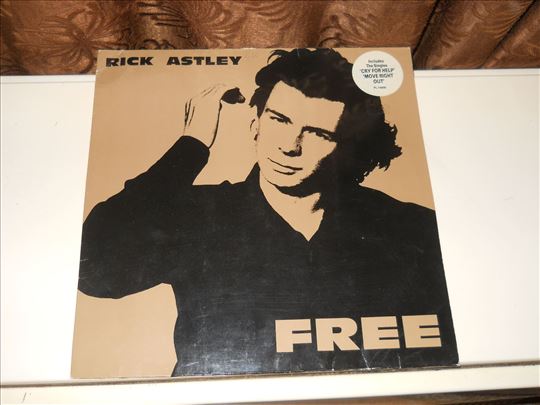 RICK ASTLEY
Includes
The Singles
'CRY FOR HELP'
'MOVE RIGHT
OUT'
FREE